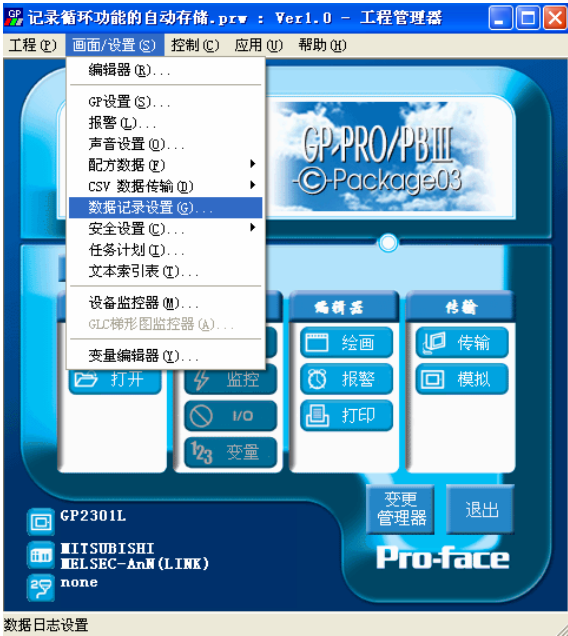 记录循环功能的自动存储.prw : Ver1.0 - 工程管理器
工程(P) 画面/设置(S) 控制(C) 应用(U) 帮助(H)
编辑器(R)...
GP设置(S)...
报警(L)...
声音设置(O)...
配方数据(F)
CSV 数据传输(D)
数据记录设置(G)...
安全设置(C)...
任务计划(I)...
文本索引表(T)...
设备监控器(M)...
GLC梯形图监控器(A)...
变量编辑器(Y)...
GP-PRO/PBIII
-C-Package03
编辑器 传输
绘画 传输
打开 监控 报警 模拟
I/O 打印
123 变量
变更
管理器
退出
GP2301L
MITSUBISHI
MELSEC-AnN(LINK)
none
Pro-face
数据日志设置